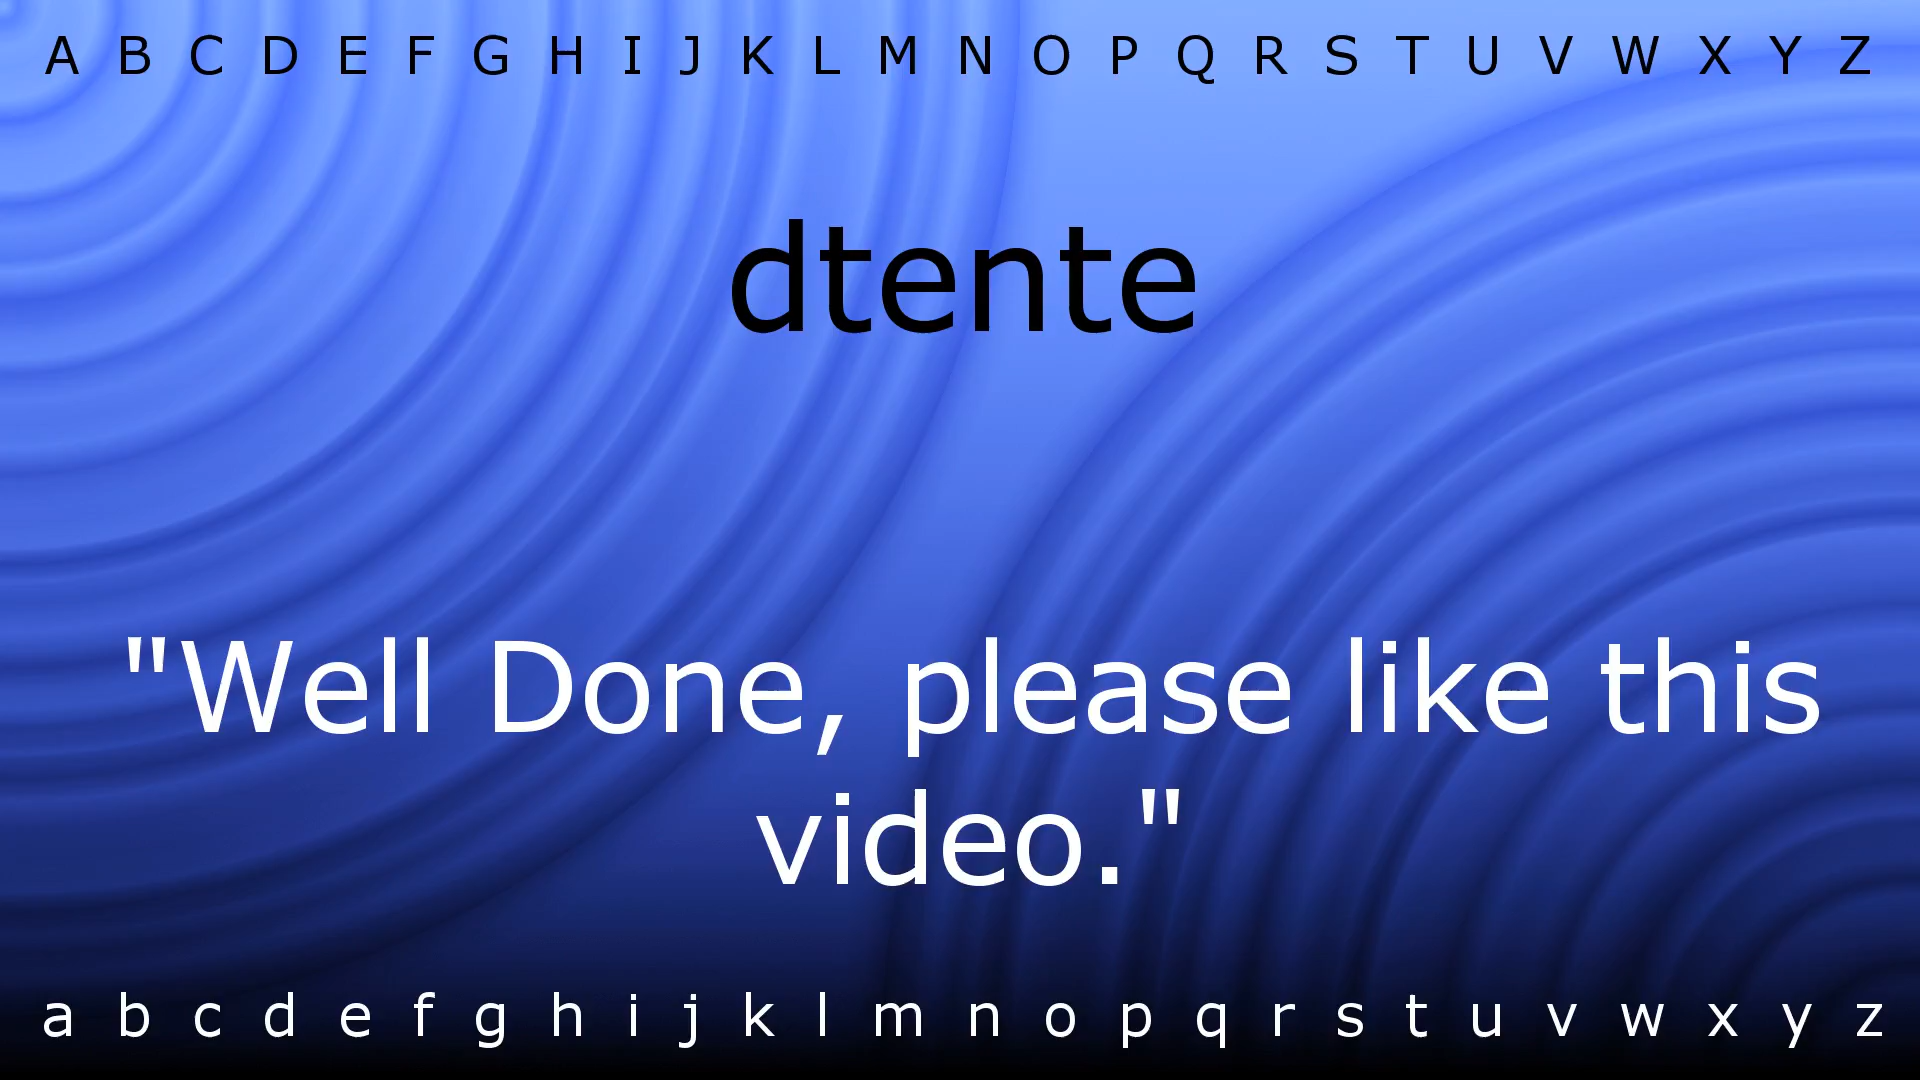 A B C D E F G H I J K L M N O P Q R S T U V W X Y Z
dtente
"Well Done, please like this
video."
a b c d e f g h i j k l m n o p q r s t u v w x y z